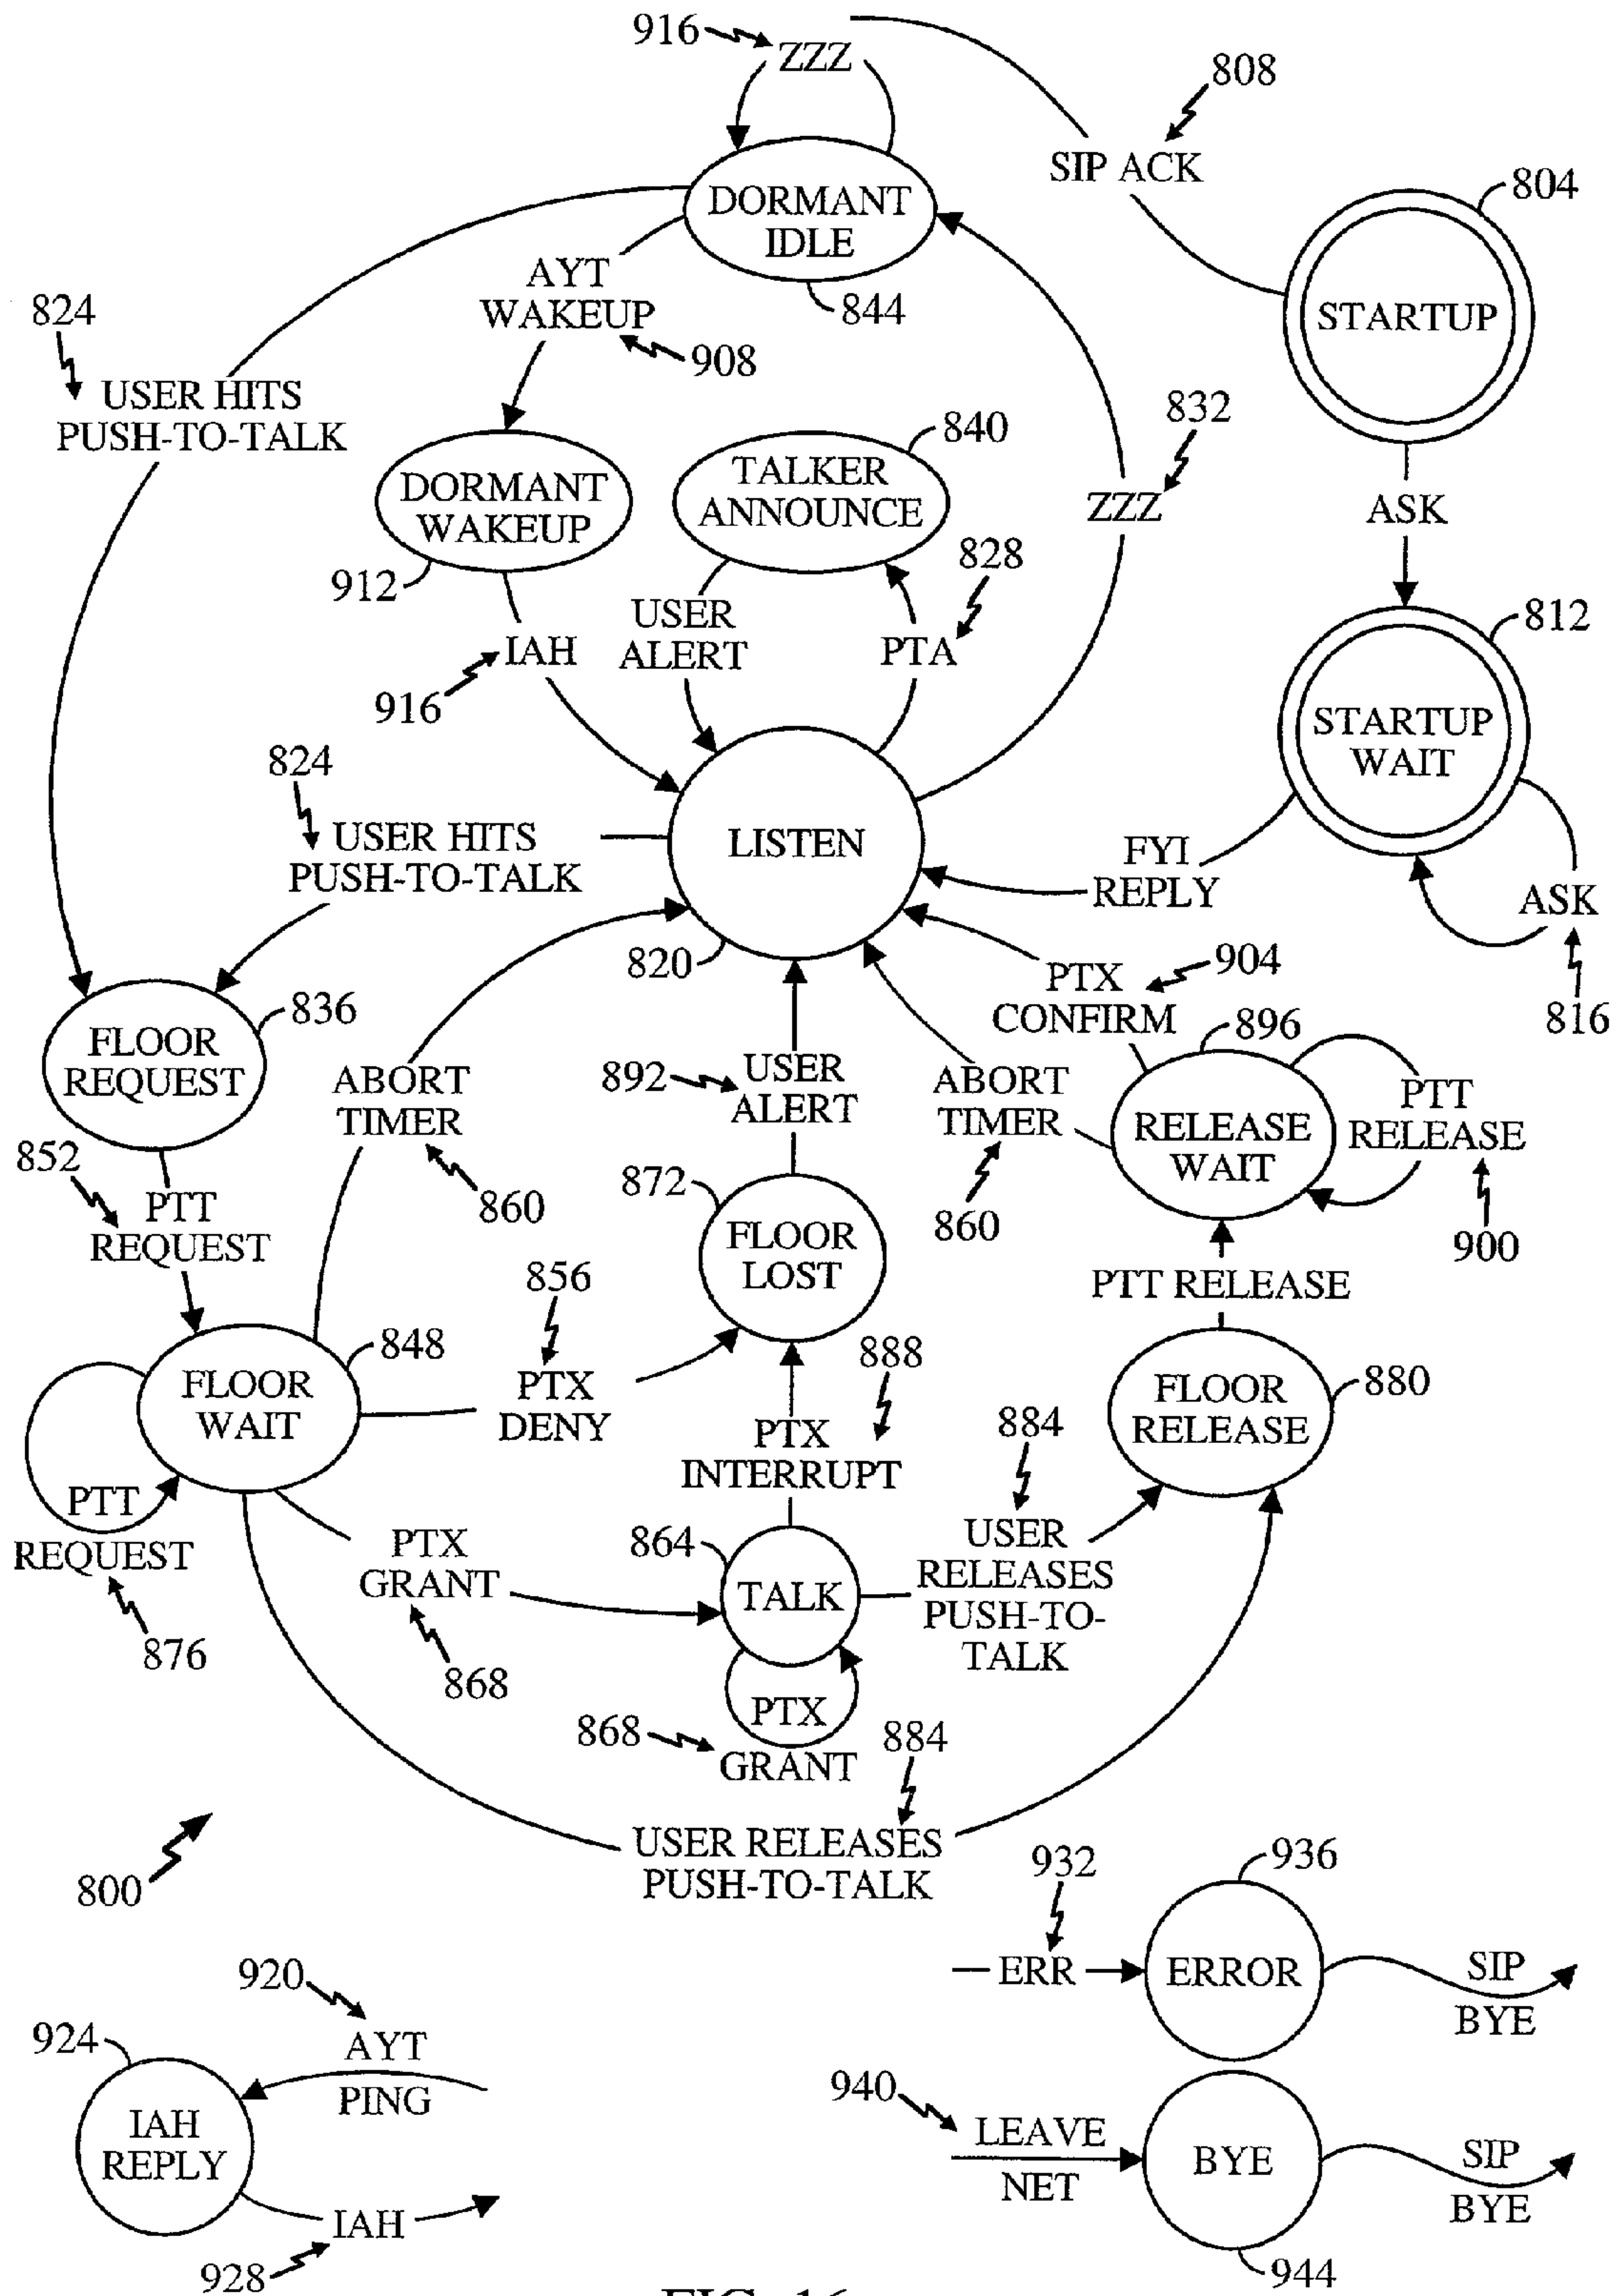 916
ZZZ
808
SIP ACK
804
STARTUP
DORMANT
IDLE
844
AYT
WAKEUP
908
824
USER HITS
PUSH-TO-TALK
832
ZZZ
ASK
840
TALKER
ANNOUNCE
DORMANT
WAKEUP
912
828
USER
ALERT
PTA
IAH
916
812
STARTUP
WAIT
824
USER HITS
PUSH-TO-TALK
LISTEN
820
FYI
REPLY
ASK
816
904
PTX
CONFIRM
896
836
FLOOR
REQUEST
ABORT
TIMER
860
892
USER
ALERT
ABORT
TIMER
860
RELEASE
WAIT
PTT
RELEASE
900
852
PTT
REQUEST
872
FLOOR
LOST
PTT RELEASE
856
PTX
DENY
848
FLOOR
WAIT
888
PTX
INTERRUPT
880
FLOOR
RELEASE
884
USER
RELEASES
PUSH-TO-
TALK
PTT
REQUEST
876
PTX
GRANT
868
864
TALK
PTX
GRANT
868
884
USER RELEASES
PUSH-TO-TALK
800
932
ERR
936
ERROR
SIP
BYE
920
AYT
PING
924
IAH
REPLY
IAH
928
940
LEAVE
NET
BYE
944
SIP
BYE
FIG. 16